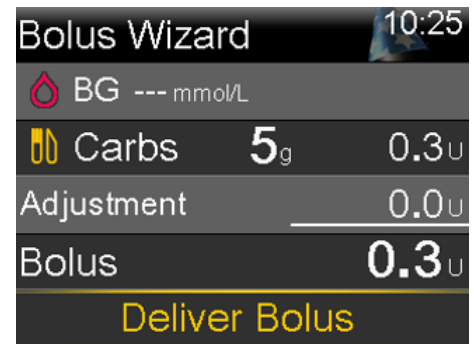 Bolus Wizard 10:25
BG --- mmol/L
Carbs 5g 0.3U
Adjustment 0.0U
Bolus 0.3U
Deliver Bolus